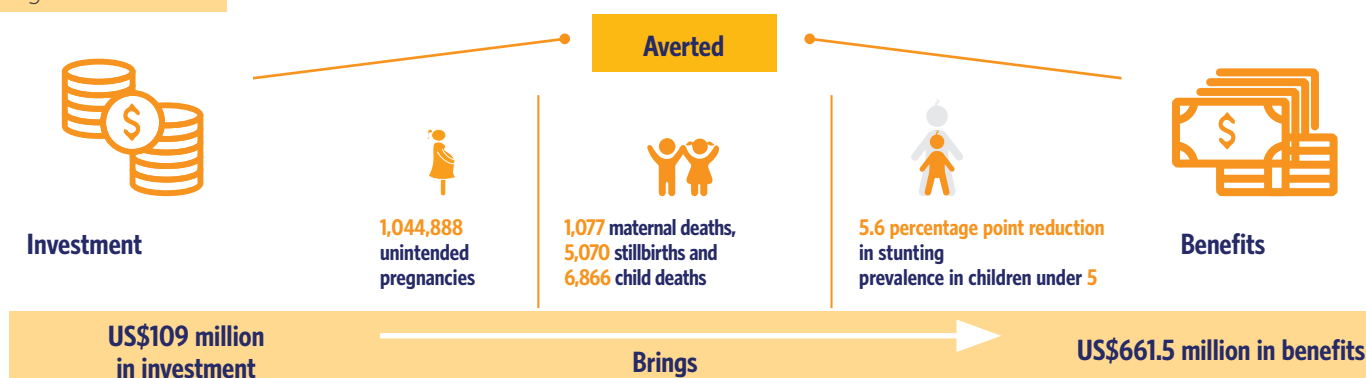 Averted
$
$
Investment
1,044,888
unintended
pregnancies
1,077 maternal deaths,
5,070 stillbirths and
6,866 child deaths
5.6 percentage point reduction
in stunting
prevalence in children under 5
Benefits
US$109 million
in investment
Brings
US$661.5 million in benefits